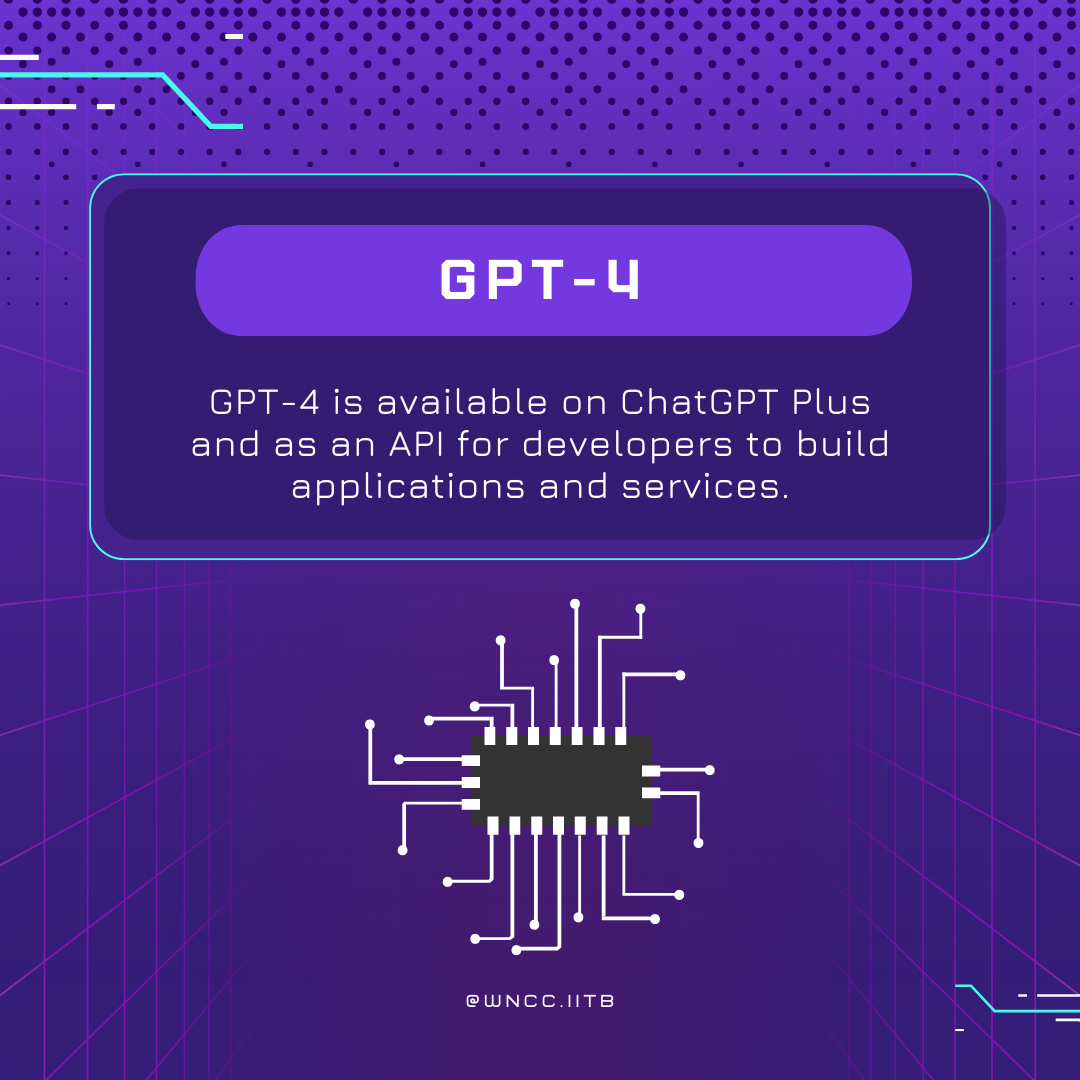 GPT-4
GPT-4 is available on ChatGPT Plus
and as an API for developers to build
applications and services.
@WNCC.IITB